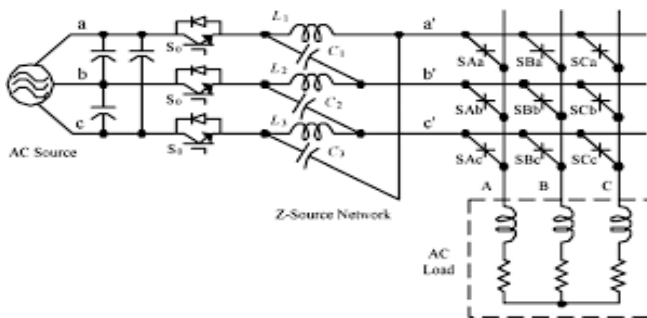 a
L₁
a'
S₀
C₁
SAa
SBa
SCa
b
L₂
b'
S₀
C₂
SAb
SBb
SCb
c
L₃
c'
AC Source
C₃
SAc
SBc
SCc
A
B
C
Z-Source Network
AC
Load